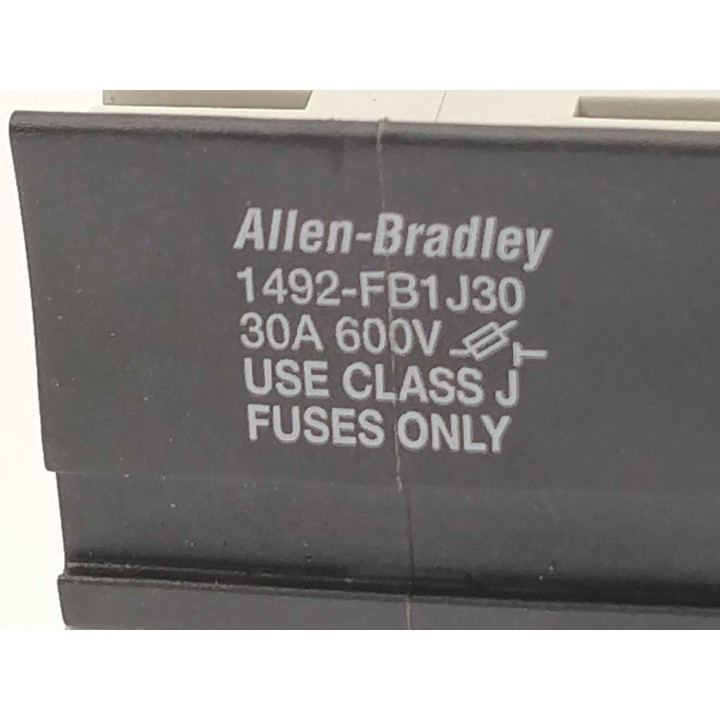 Allen-Bradley
1492-FB1J30
30A 600V
USE CLASS J
FUSES ONLY